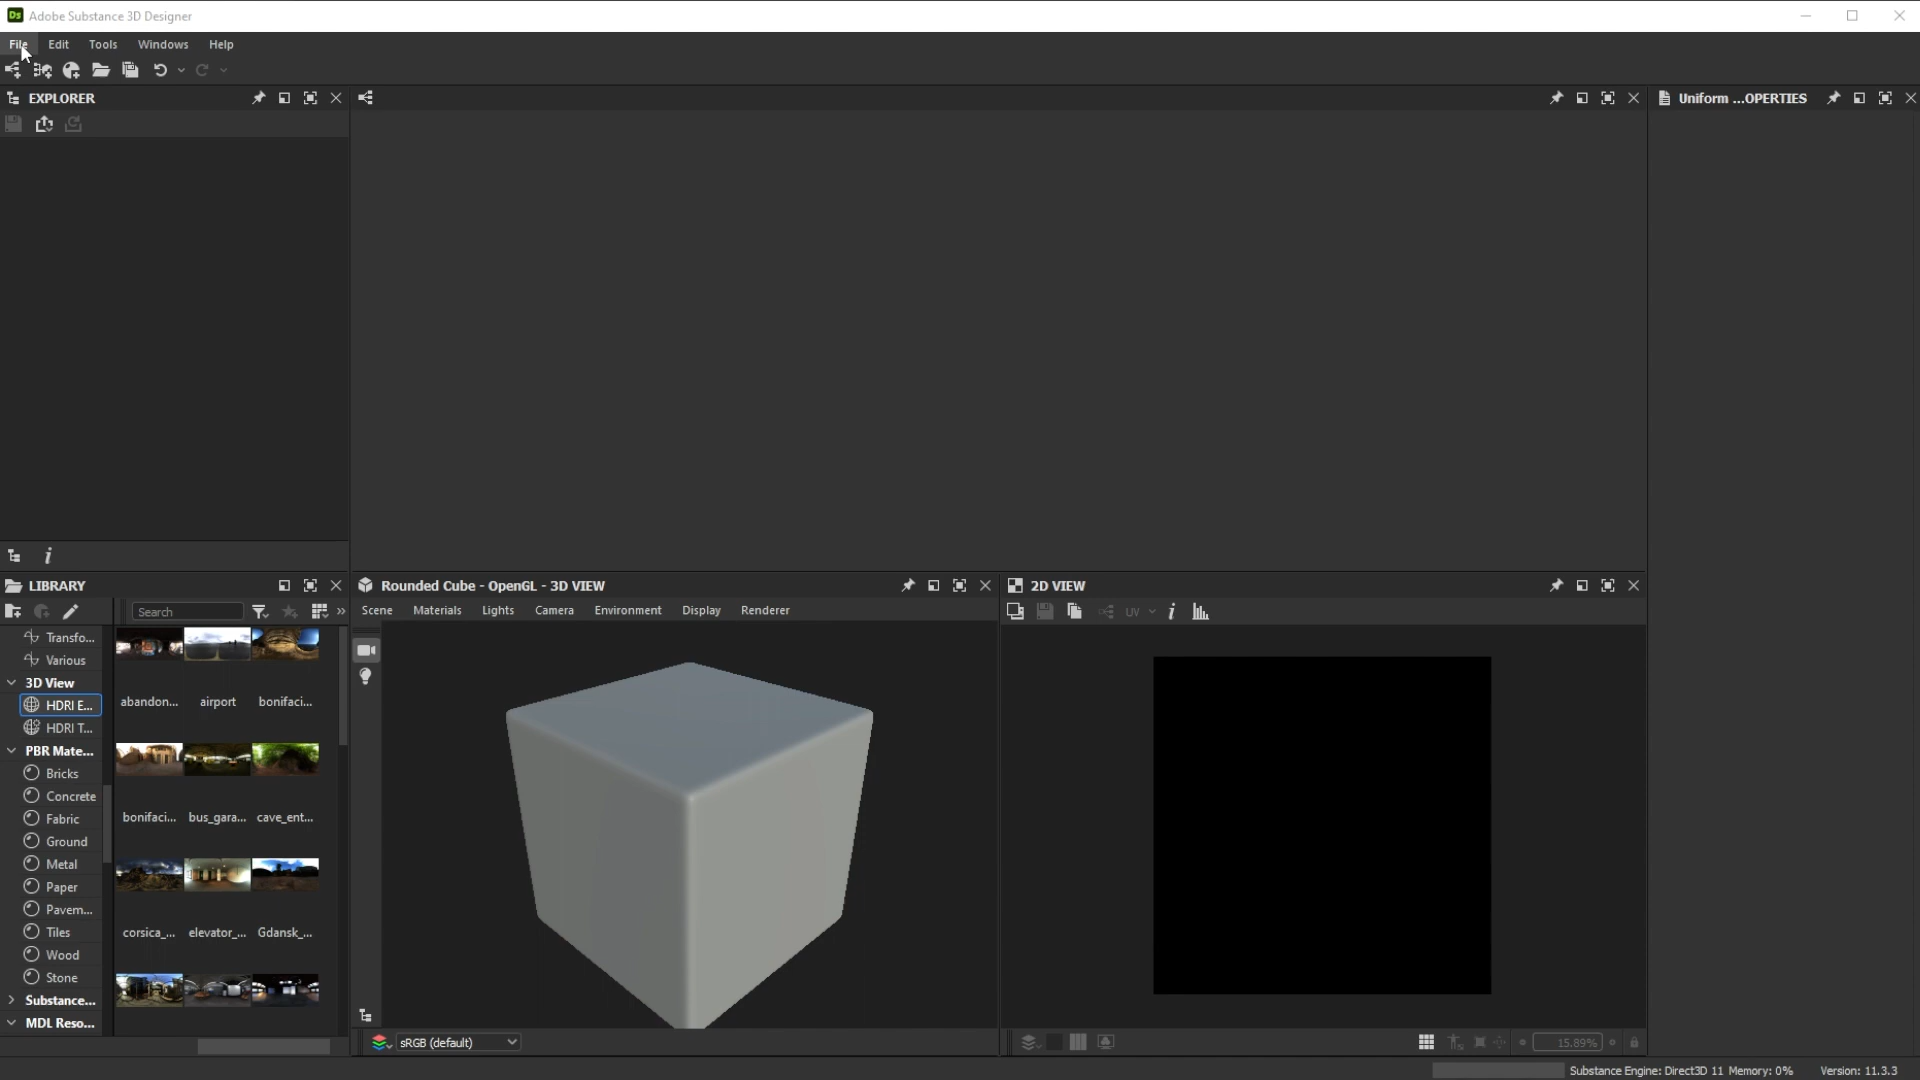 Ds Adobe Substance 3D Designer
File Edit Tools Windows Help
EXPLORER
Uniform ...OPERTIES
LIBRARY
Search
Transfo...
Various
3D View
HDRI E...
HDRI T...
PBR Mate...
Bricks
Concrete
Fabric
Ground
Metal
Paper
Pavem...
Tiles
Wood
Stone
Substance...
MDL Reso...
abandon... airport bonifaci...
bonifaci... bus_gara... cave_ent...
corsica_... elevator_... Gdansk_...
Rounded Cube - OpenGL - 3D VIEW
Scene Materials Lights Camera Environment Display Renderer
sRGB (default)
2D VIEW
UV
15.89%
Substance Engine: Direct3D 11 Memory: 0% Version: 11.3.3